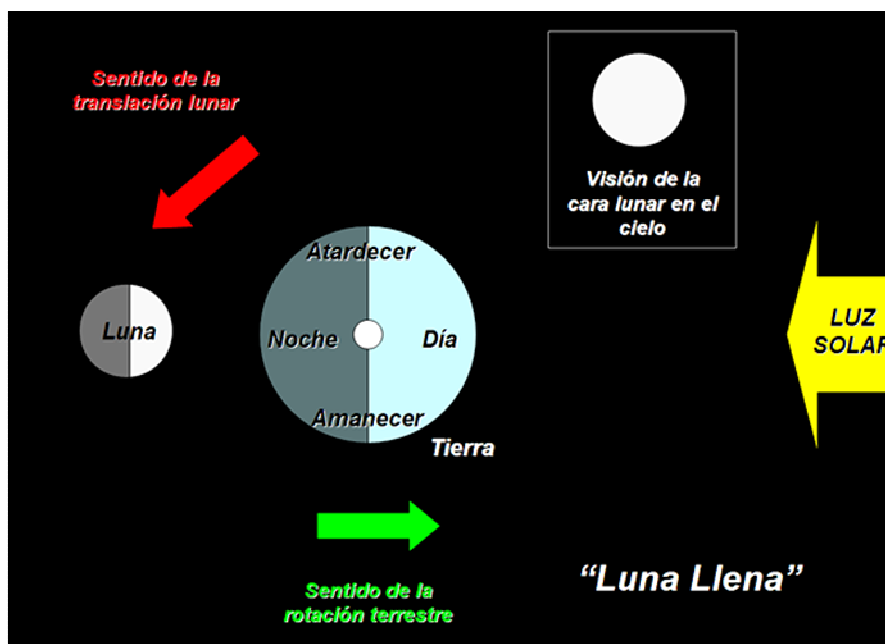 Sentido de la
translación lunar
Visión de la
cara lunar en el
cielo
Atardecer
Luna
Noche
Día
LUZ
SOLAR
Amanecer
Tierra
Sentido de la
rotación terrestre
“Luna Llena”